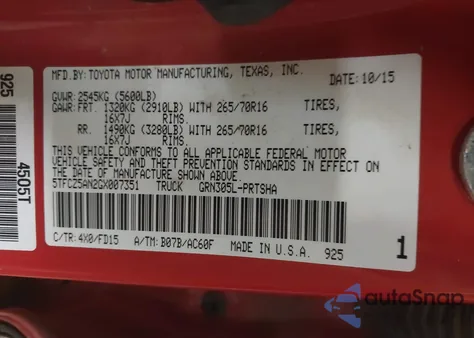 MFD.BY: TOYOTA MOTOR MANUFACTURING, TEXAS, INC.
DATE: 10/15
GVWR: 2545KG (5600LB)
GAWR: FRT. 1320KG (2910LB) WITH 265/70R16 TIRES,
16X7J RIMS.
RR. 1490KG (3280LB) WITH 265/70R16 TIRES,
16X7J RIMS.
THIS VEHICLE CONFORMS TO ALL APPLICABLE FEDERAL MOTOR
VEHICLE SAFETY AND THEFT PREVENTION STANDARDS IN EFFECT ON
THE DATE OF MANUFACTURE SHOWN ABOVE.
5TFCZ5AN2GX007351 TRUCK GRN305L-PRTSHA
C/TR: 4X0/FD15 A/TM: B07B/AC60F MADE IN U.S.A. 925
1
925
4505T
autoSnap